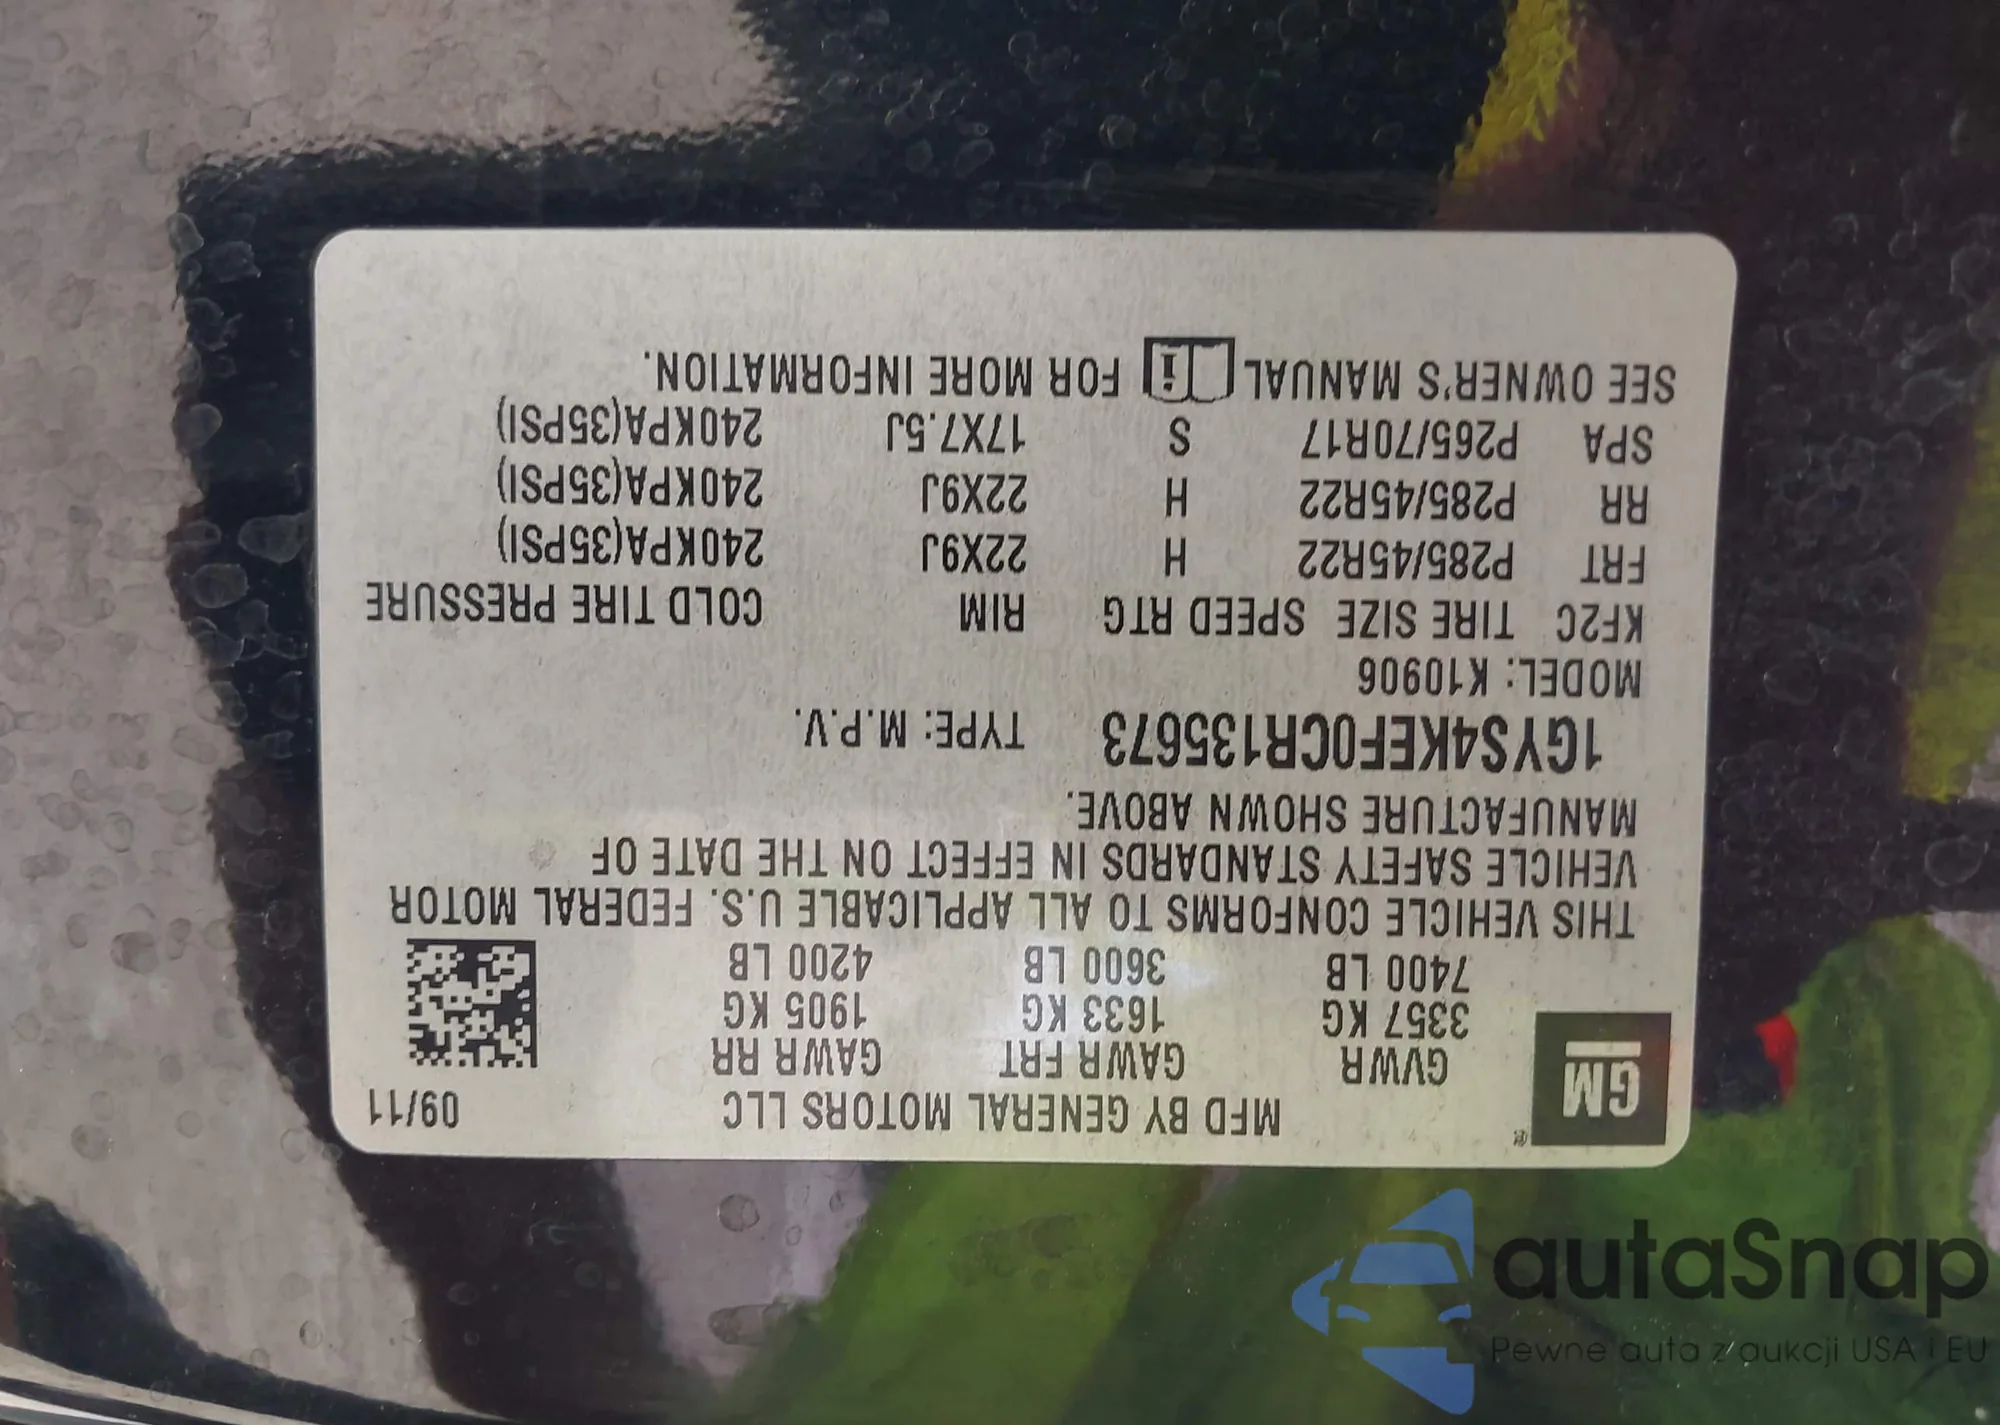 GM
®
MFD BY GENERAL MOTORS LLC 09/11
GVWR GAWR FRT GAWR RR
3357 KG 1633 KG 1905 KG
7400 LB 3600 LB 4200 LB
THIS VEHICLE CONFORMS TO ALL APPLICABLE U.S. FEDERAL MOTOR
VEHICLE SAFETY STANDARDS IN EFFECT ON THE DATE OF
MANUFACTURE SHOWN ABOVE.
1GYS4KEF0CR135673 TYPE: M.P.V.
MODEL: K10906
KF2C TIRE SIZE SPEED RTG RIM COLD TIRE PRESSURE
FRT P285/45R22 H 22X9J 240KPA(35PSI)
RR P285/45R22 H 22X9J 240KPA(35PSI)
SPA P265/70R17 S 17X7.5J 240KPA(35PSI)
SEE OWNER'S MANUAL i FOR MORE INFORMATION.
autaSnap
Pewne auta z aukcji USA i EU